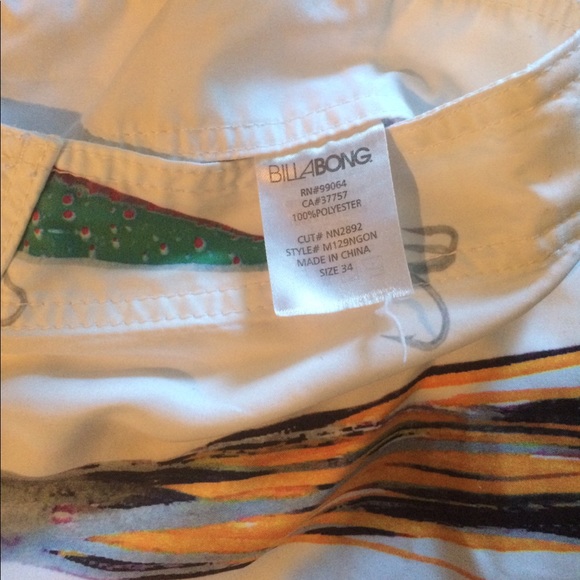 BILLABONG
RN#99064
CA#37757
100%POLYESTER
CUT# NN2892
STYLE# M129NGON
MADE IN CHINA
SIZE 34